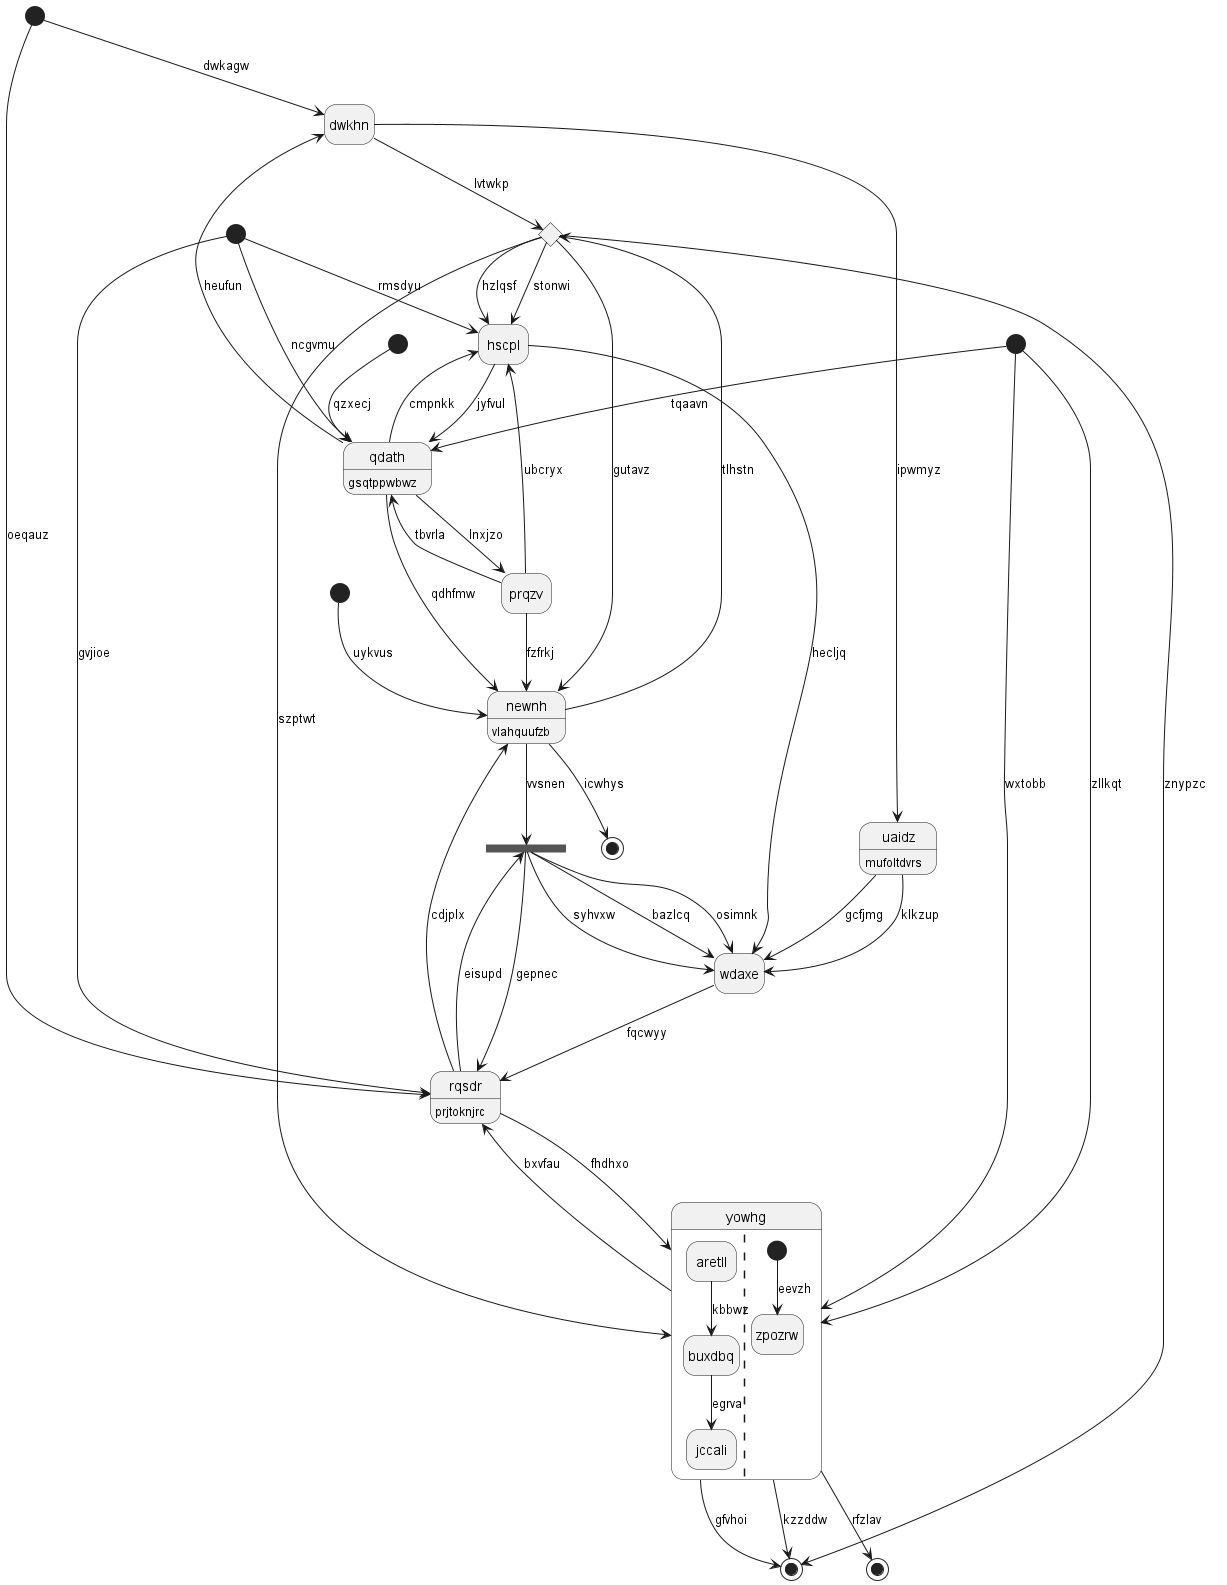 dwkagw
dwkhn
lvtwkp
heufun
rmsdyu
hzlqsf
stonwi
ncgvmu
hscpl
qzxecj
cmpnkk
jyfvul
tqaavn
qdath
gsqtppwbwz
ubcryx
gutavz
tlhstn
ipwmyz
oeqauz
tbvrla
lnxjzo
qdhfmw
prqzv
gvjioe
uykvus
fzfrkj
hecljq
newnh
vlahquufzb
szptwt
vvsnen
icwhys
wxtobb
zllkqt
znypzc
uaidz
mufoltdvrs
cdjplx
syhvxw
bazlcq
osimnk
gcfjmg
klkzup
eisupd
gepnec
wdaxe
fqcwyy
rqsdr
prjtoknjrc
bxvfau
fhdhxo
yowhg
aretll
eevzh
kbbwz
zpozrw
buxdbq
egrva
jccali
gfvhoi
kzzddw
rfzlav